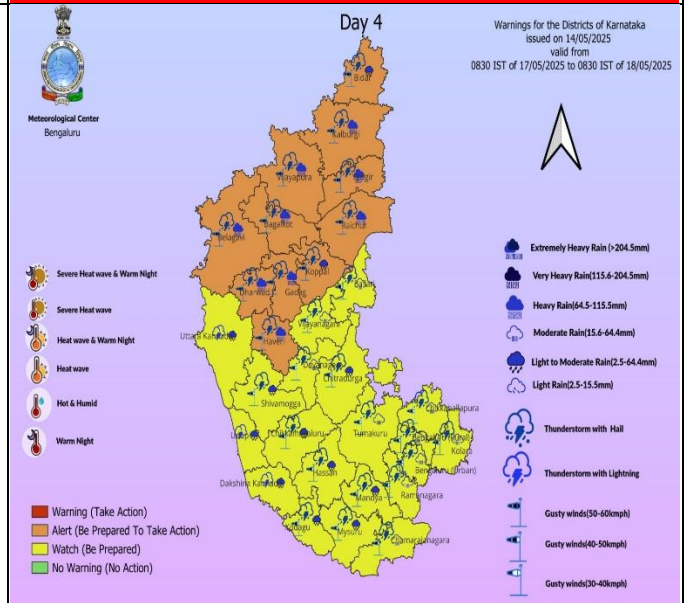 Day 4
Warnings for the Districts of Karnataka
issued on 14/05/2025
valid from
0830 IST of 17/05/2025 to 0830 IST of 18/05/2025
Meteorological Center
Bengaluru
Bidar
Kalburgi
Vijayapura
Belagavi
Bagalkot
Raichur
Koppal
Dharwad
Gadag
Haveri
Vijayanagara
Uttara Kannada
Chitradurga
Shivamogga
Chikkaballapura
Tumakuru
Chikkamagaluru
Kolara
Bengaluru (Urban)
Hassan
Ramanagara
Dakshina Kannada
Mandya
Kodagu
Mysuru
Chamarajanagara
Severe Heat wave & Warm Night
Severe Heat wave
Heat wave & Warm Night
Heat wave
Hot & Humid
Warm Night
Extremely Heavy Rain (>204.5mm)
Very Heavy Rain(115.6-204.5mm)
Heavy Rain(64.5-115.5mm)
Moderate Rain(15.6-64.4mm)
Light to Moderate Rain(2.5-64.4mm)
Light Rain(2.5-15.5mm)
Thunderstorm with Hail
Thunderstorm with Lightning
Gusty winds(50-60kmph)
Gusty winds(40-50kmph)
Gusty winds(30-40kmph)
Warning (Take Action)
Alert (Be Prepared To Take Action)
Watch (Be Prepared)
No Warning (No Action)